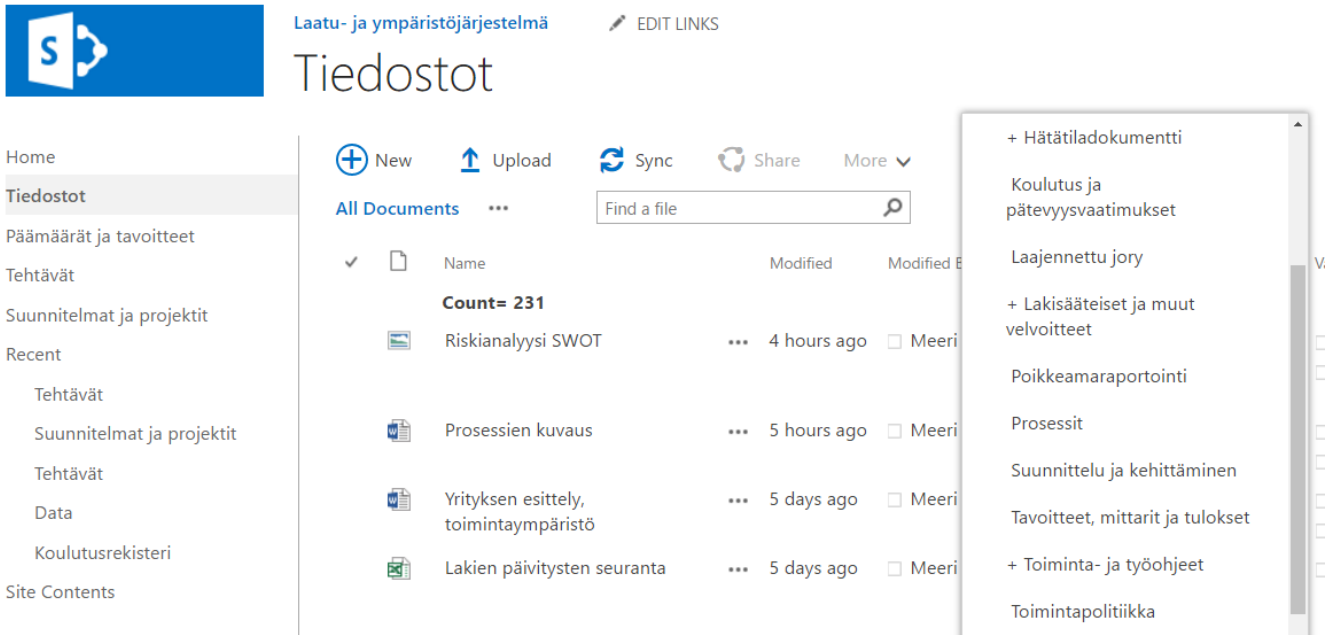 S
Laatu- ja ympäristöjärjestelmä
EDIT LINKS
Tiedostot
Home
Tiedostot
Päämäärät ja tavoitteet
Tehtävät
Suunnitelmat ja projektit
Recent
Tehtävät
Suunnitelmat ja projektit
Tehtävät
Data
Koulutusrekisteri
Site Contents
New
Upload
Sync
Share
More
All Documents
Find a file
Name
Modified
Modified
Count= 231
Riskianalyysi SWOT
4 hours ago
Meeri
Prosessien kuvaus
5 hours ago
Meeri
Yrityksen esittely,
toimintaympäristö
5 days ago
Meeri
Lakien päivitysten seuranta
5 days ago
Meeri
+ Hätätiladokumentti
Koulutus ja
pätevyysvaatimukset
Laajennettu jory
+ Lakisääteiset ja muut
velvoitteet
Poikkeamaraportointi
Prosessit
Suunnittelu ja kehittäminen
Tavoitteet, mittarit ja tulokset
+ Toiminta- ja työohjeet
Toimintapolitiikka